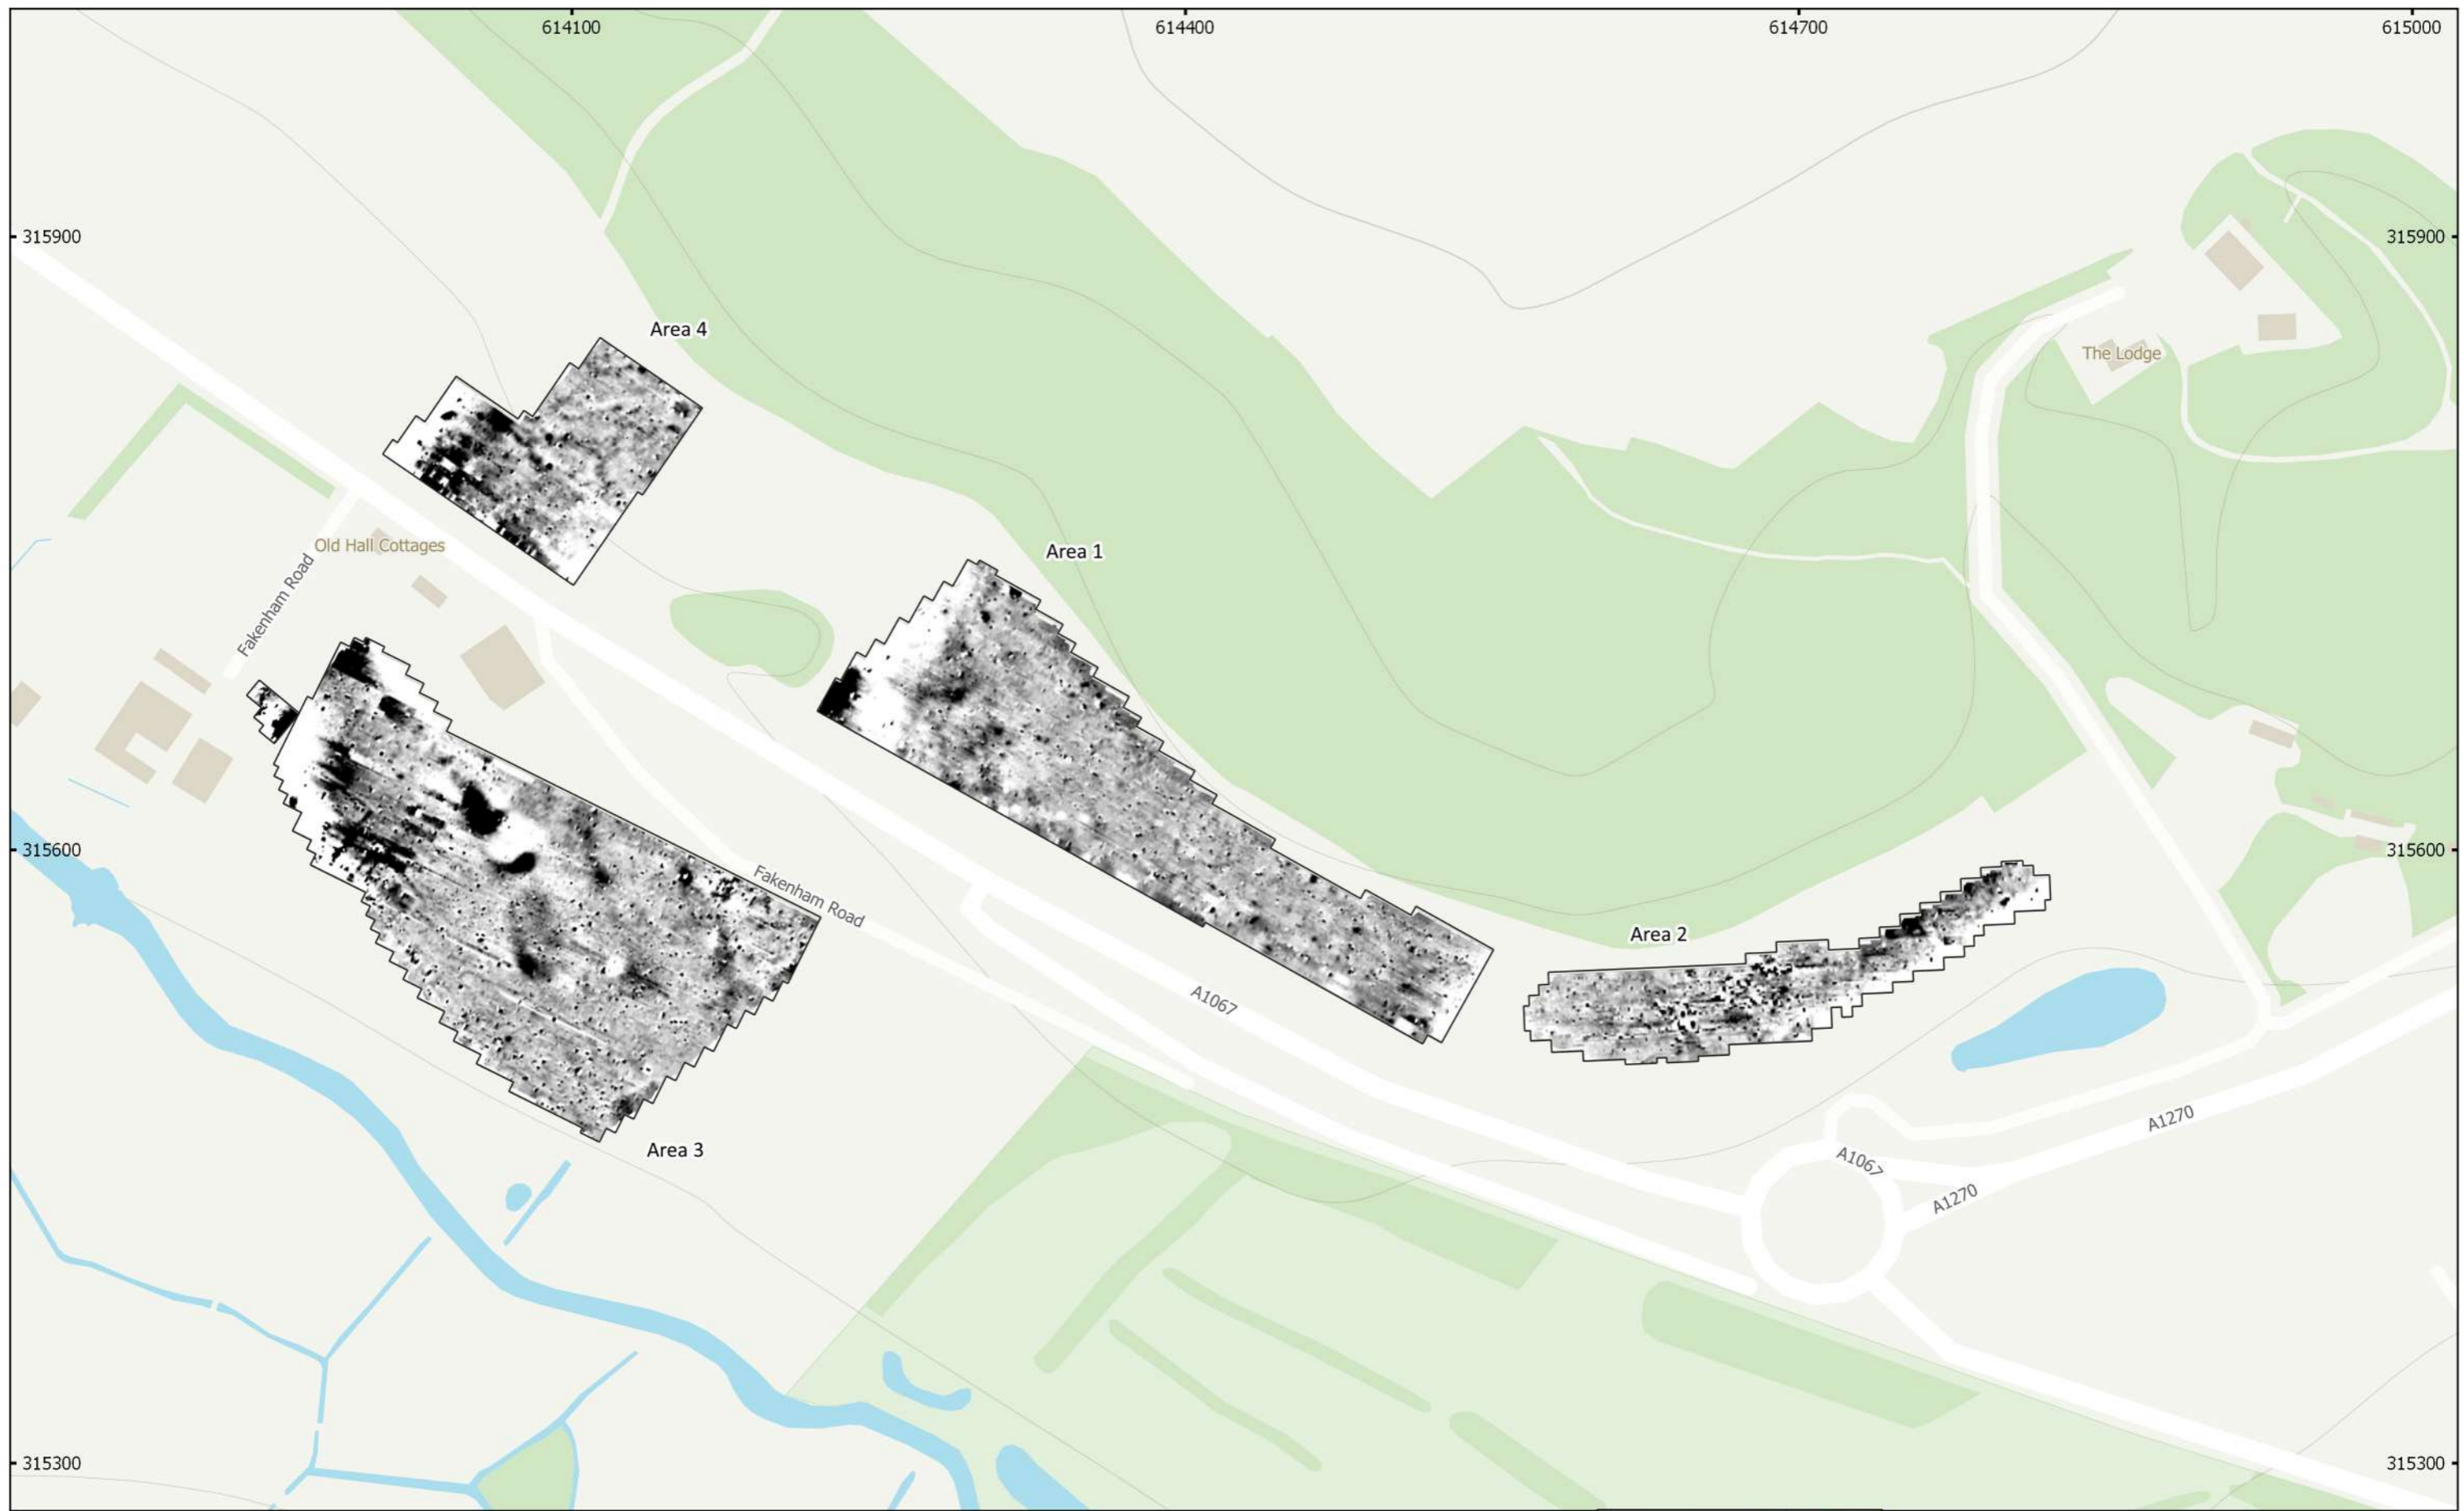 614100
614400
614700
615000
315900
315900
Area 4
The Lodge
Old Hall Cottages
Area 1
Fakenham Road
315600
315600
Fakenham Road
Area 2
A1067
A1270
Area 3
A1067
A1270
315300
315300